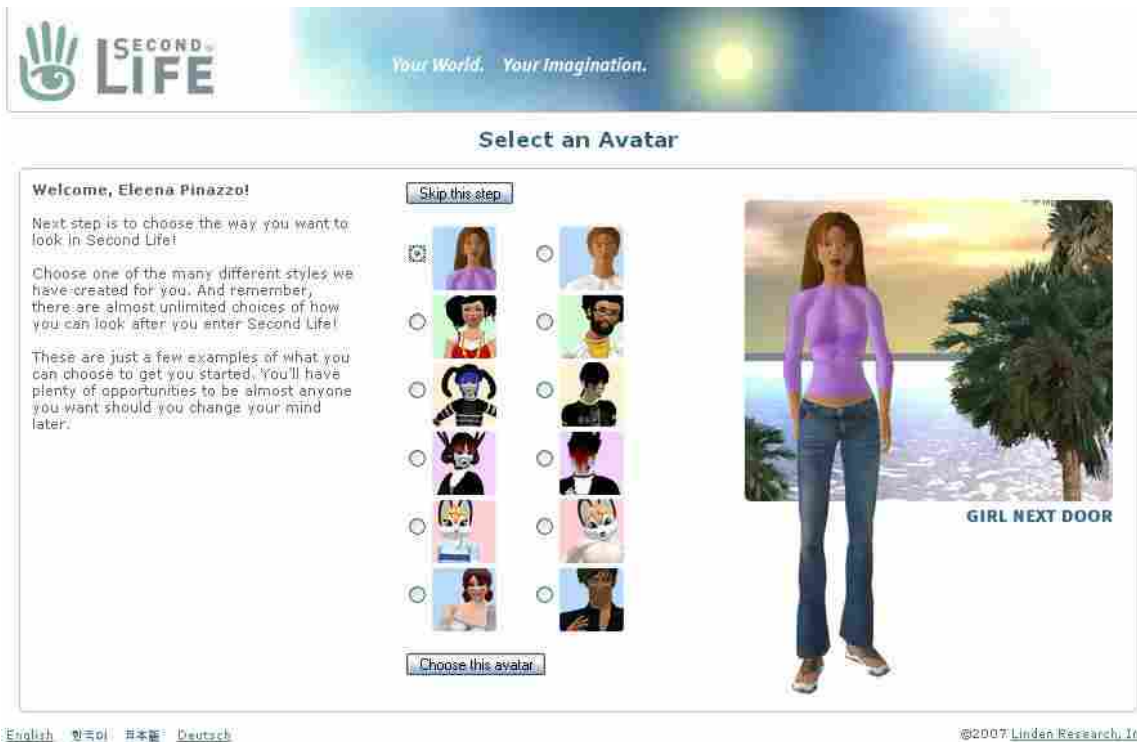 SECOND
LIFE
Your World. Your Imagination.
Select an Avatar
Welcome, Eleena Pinazzo!
Next step is to choose the way you want to
look in Second Life!
Choose one of the many different styles we
have created for you. And remember,
there are almost unlimited choices of how
you can look after you enter Second Life!
These are just a few examples of what you
can choose to get you started. You'll have
plenty of opportunities to be almost anyone
you want should you change your mind
later.
Skip this step
GIRL NEXT DOOR
Choose this avatar
English 한국어 日本語 Deutsch
©2007 Linden Research, In